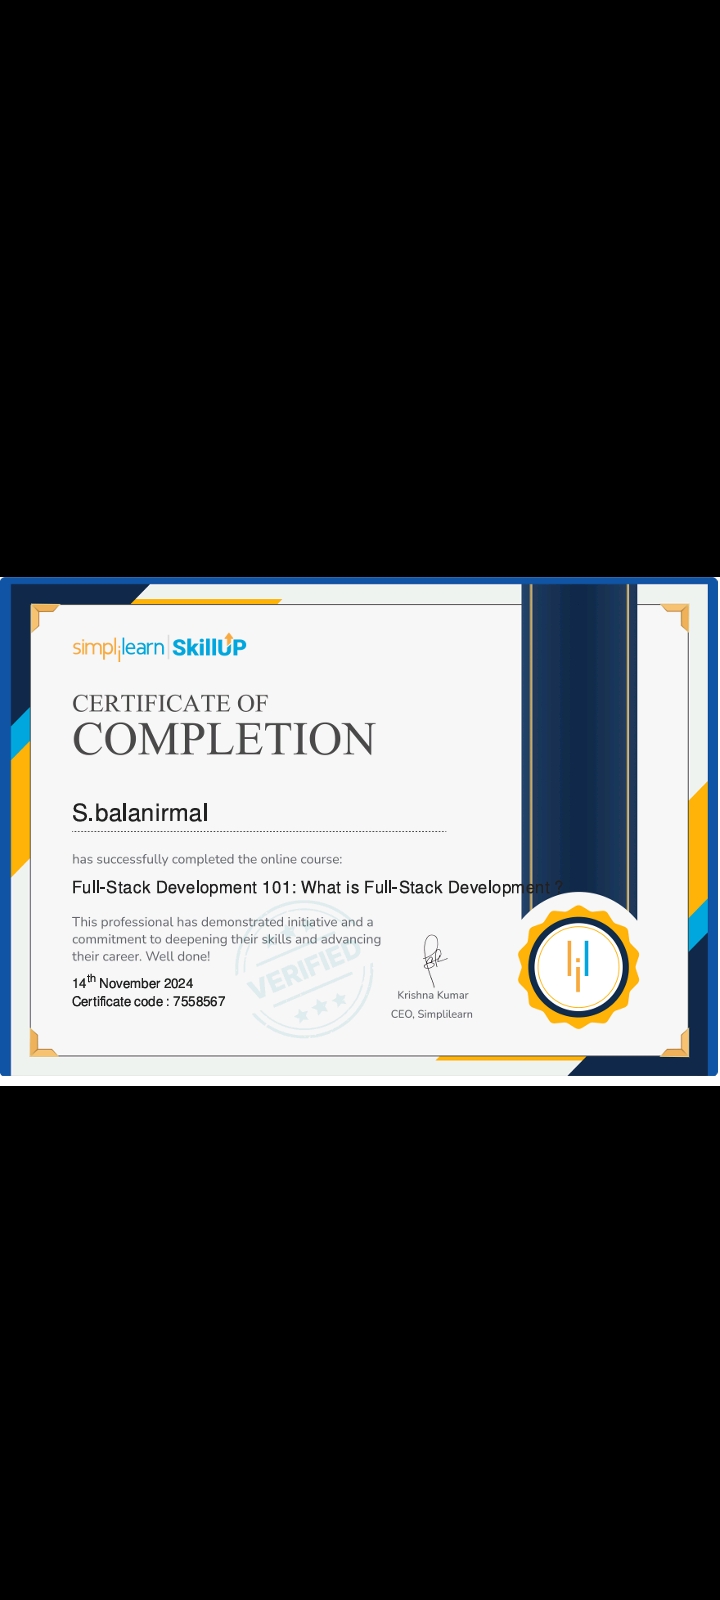 simplilearn | SkillUP
CERTIFICATE OF
COMPLETION
S.balanirmal
has successfully completed the online course:
Full-Stack Development 101: What is Full-Stack Development ?
This professional has demonstrated initiative and a
commitment to deepening their skills and advancing
their career. Well done!
VERIFIED
14th November 2024
Certificate code : 7558567
Krishna Kumar
CEO, Simplilearn